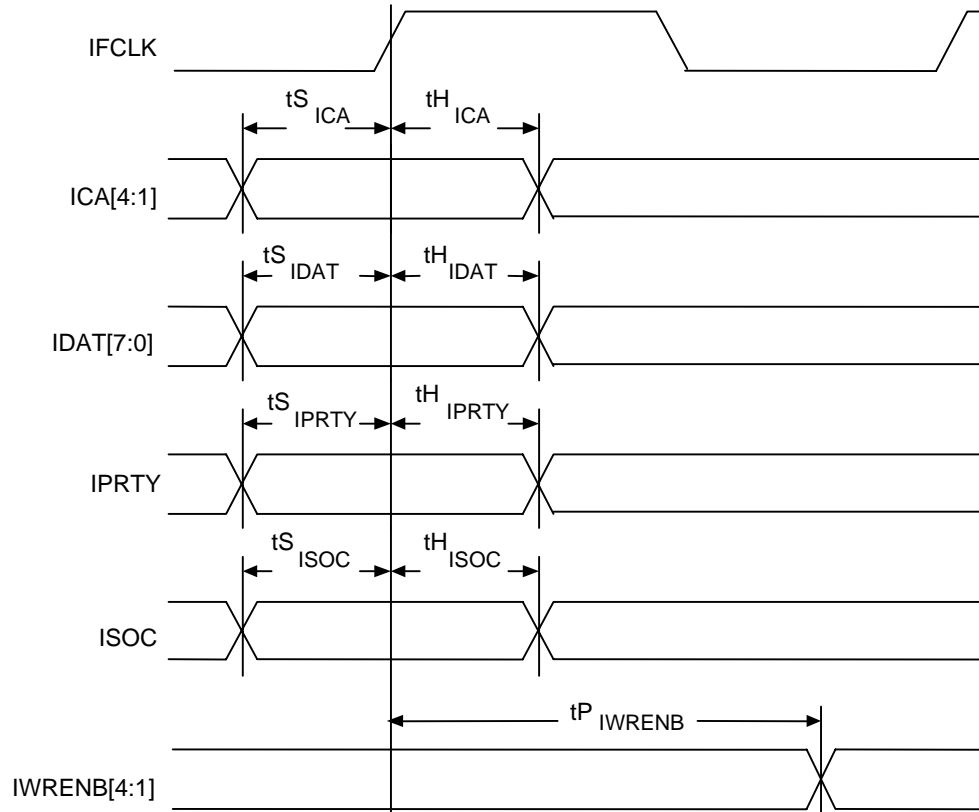 IFCLK
tS ICA
tH ICA
ICA[4:1]
tS IDAT
tH IDAT
IDAT[7:0]
tS IPRTY
tH IPRTY
IPRTY
tS ISOC
tH ISOC
ISOC
tP IWRENB
IWRENB[4:1]